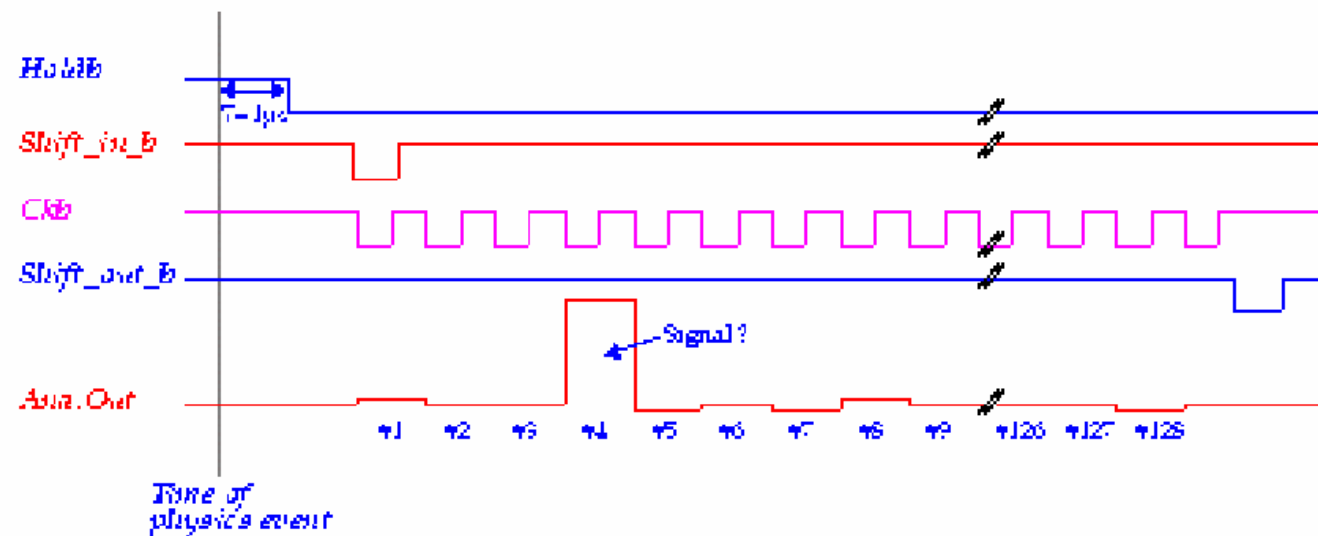 Holdb
T=1μs
Shift_in_b
Ckb
Shift_out_b
Signal?
Ana.Out
#1 #2 #3 #4 #5 #6 #7 #8 #9 #126 #127 #128
Time of
physics event